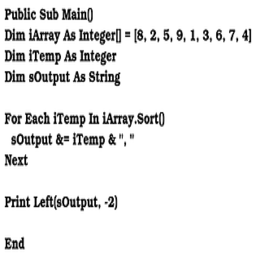 Public Sub Main()
Dim iArray As Integer[] = [8, 2, 5, 9, 1, 3, 6, 7, 4]
Dim iTemp As Integer
Dim sOutput As String

For Each iTemp In iArray.Sort()
  sOutput &= iTemp & ", "
Next

Print Left(sOutput, -2)

End